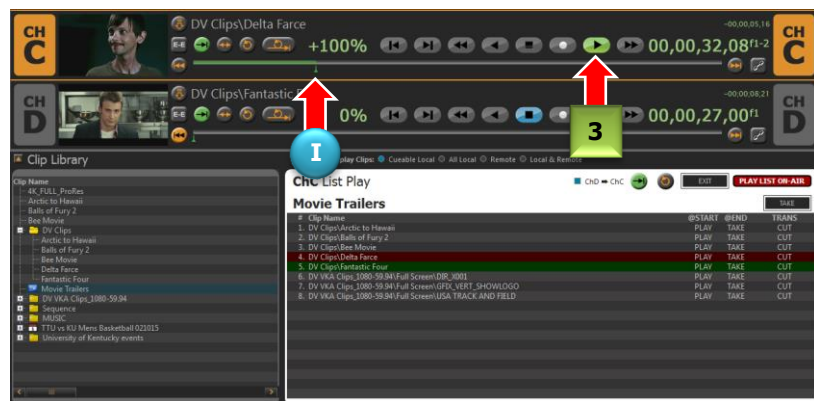 CH C
DV Clips\Delta Farce
-00,00,05,16
CH C
E-E
+100%
00,00,32,08f1-2
CH D
DV Clips\Fantastic
-00,00,08;21
CH D
E-E
0%
3
00,00,27,00f1
I
Clip Library
play Clips: Cueable Local All Local Remote Local & Remote
Clip Name
4K_FULL_ProRes
Arctic to Hawaii
Balls of Fury 2
Bee Movie
DV Clips
Arctic to Hawaii
Balls of Fury 2
Bee Movie
Delta Farce
Fantastic Four
Movie Trailers
DV VKA Clips_1080-59.94
Sequence
MUSIC
TTU vs KU Mens Basketball 021015
University of Kentucky events
ChC List Play
ChD ➡ ChC
EXIT
PLAY LIST ON-AIR
Movie Trailers
TAKE
# Clip Name @START @END TRANS
1. DV Clips\Arctic to Hawaii PLAY TAKE CUT
2. DV Clips\Balls of Fury 2 PLAY TAKE CUT
3. DV Clips\Bee Movie PLAY TAKE CUT
4. DV Clips\Delta Farce PLAY TAKE CUT
5. DV Clips\Fantastic Four PLAY TAKE CUT
6. DV VKA Clips_1080-59.94\Full Screen\DIR_X001 PLAY TAKE CUT
7. DV VKA Clips_1080-59.94\Full Screen\GFIX_VERT_SHOWLOGO PLAY TAKE CUT
8. DV VKA Clips_1080-59.94\Full Screen\USA TRACK AND FIELD PLAY TAKE CUT